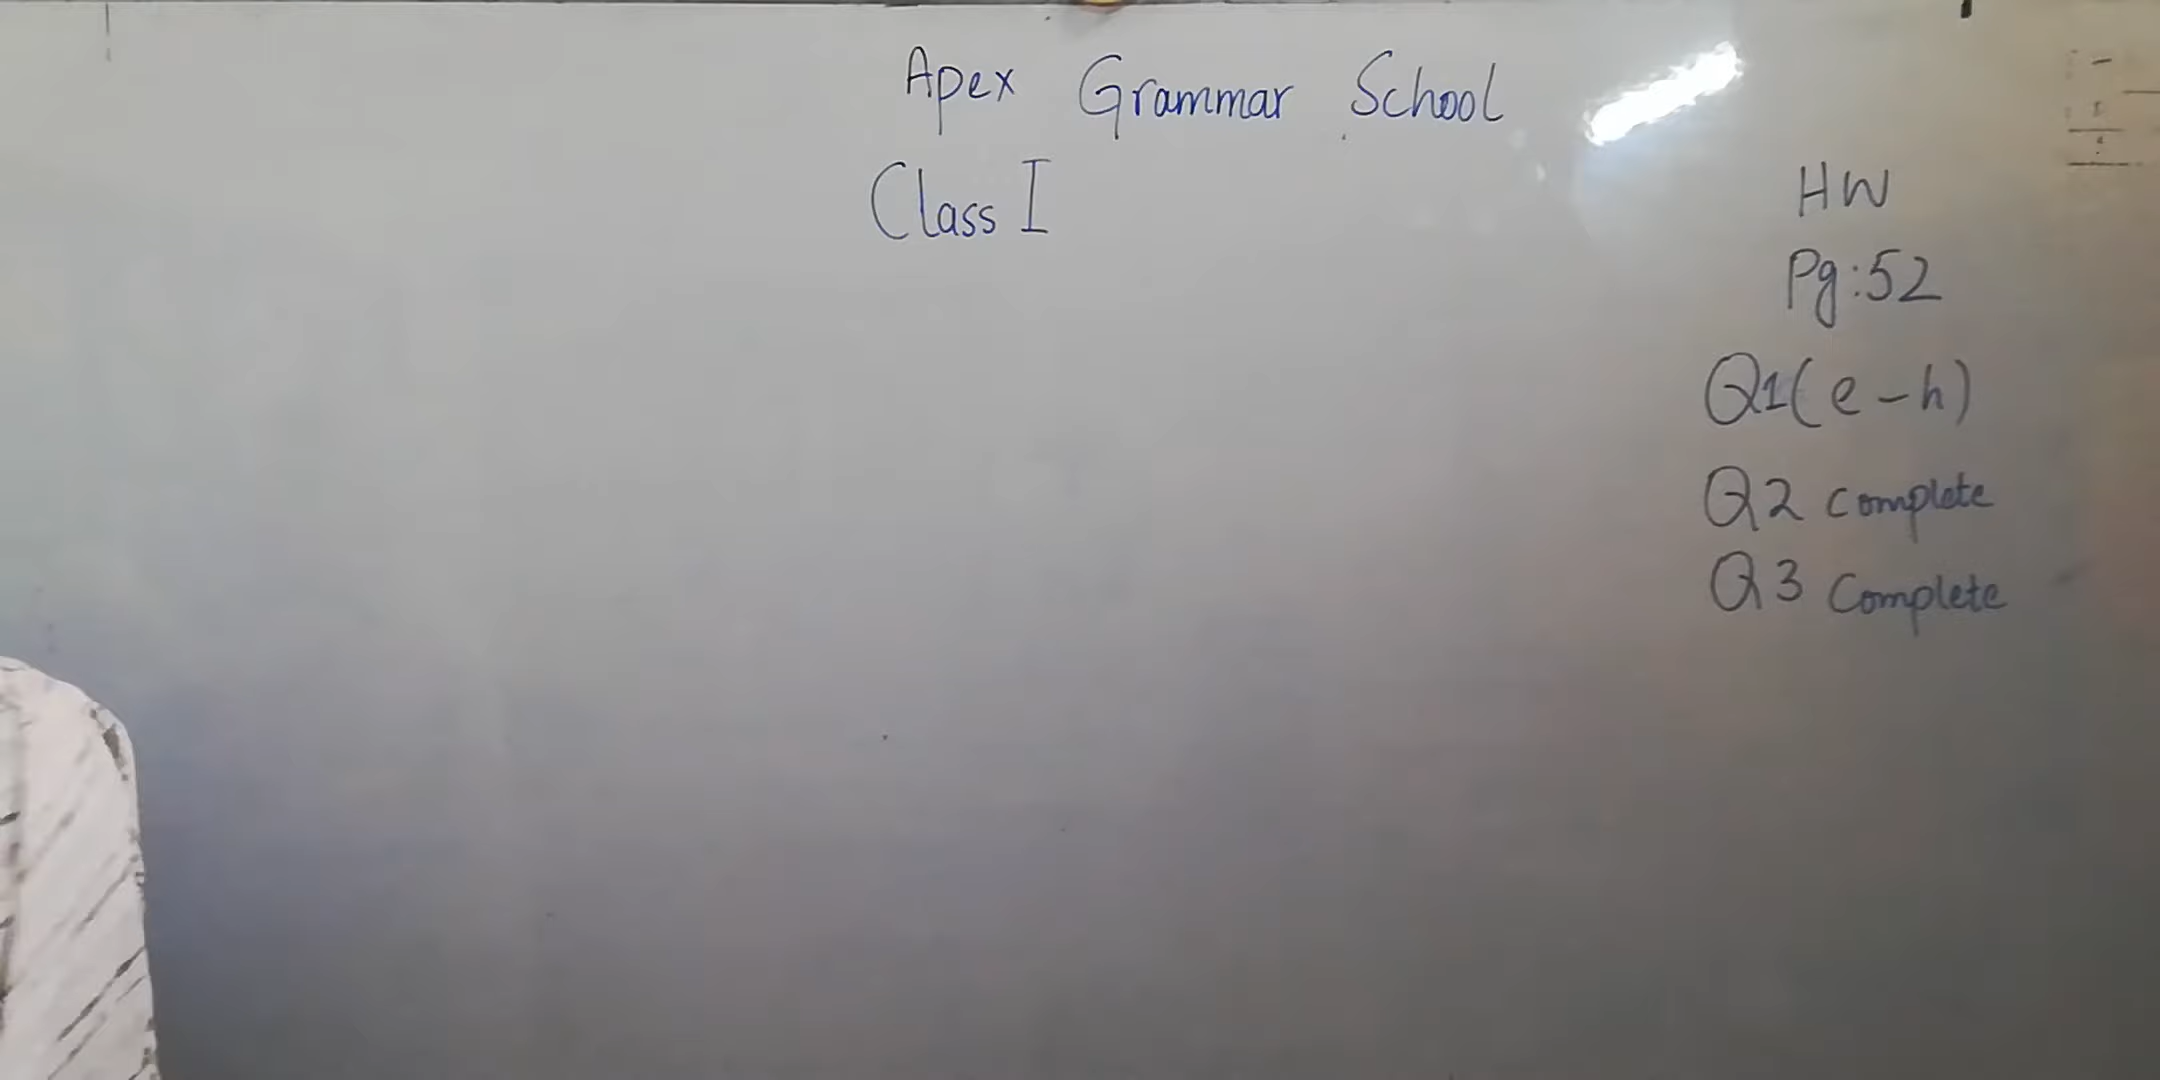 Apex Grammar School
Class I
HW
Pg:52
Q1(e-h)
Q2 complete
Q3 Complete